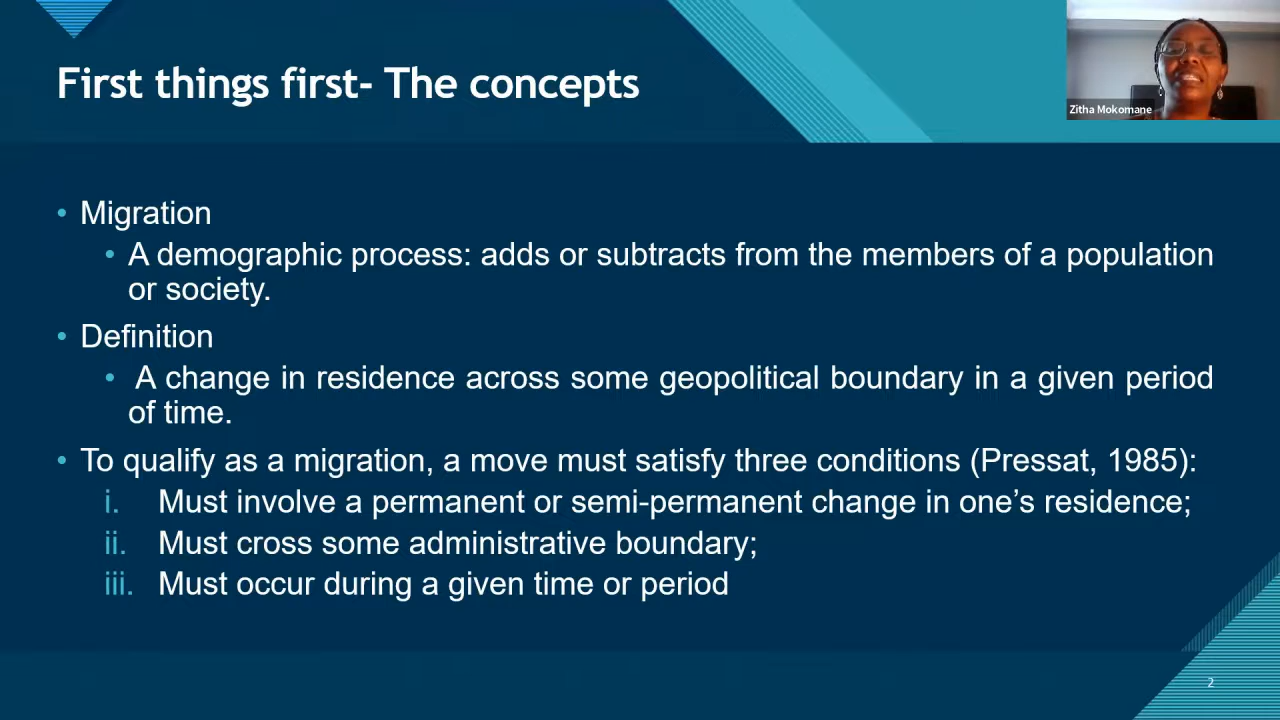 First things first- The concepts
Zitha Mokomane
• Migration
• A demographic process: adds or subtracts from the members of a population
or society.
• Definition
• A change in residence across some geopolitical boundary in a given period
of time.
• To qualify as a migration, a move must satisfy three conditions (Pressat, 1985):
i. Must involve a permanent or semi-permanent change in one’s residence;
ii. Must cross some administrative boundary;
iii. Must occur during a given time or period
2